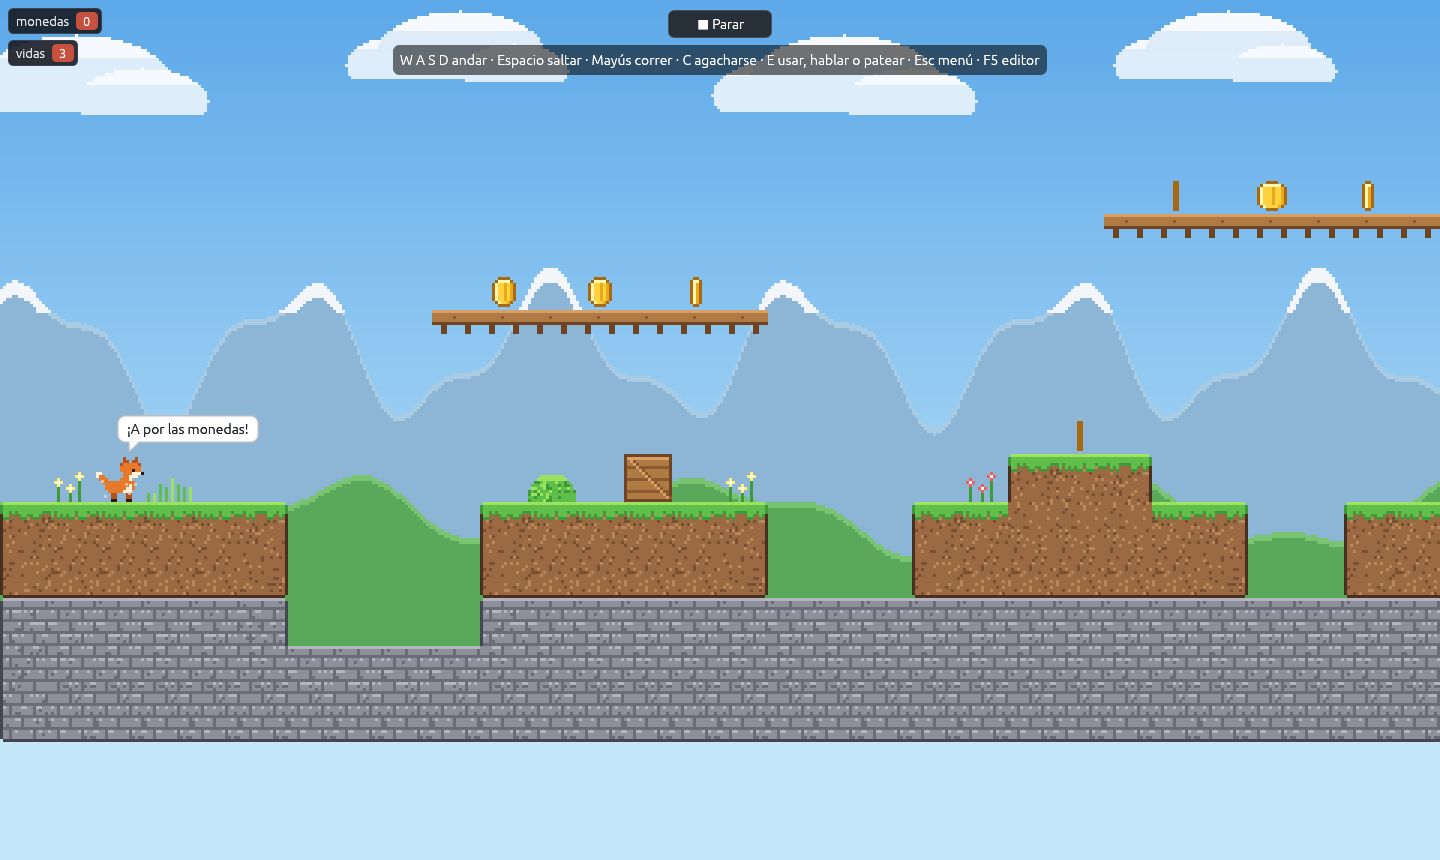 monedas 0
vidas 3
Parar
W A S D andar · Espacio saltar · Mayús correr · C agacharse · E usar, hablar o patear · Esc menú · F5 editor
¡A por las monedas!